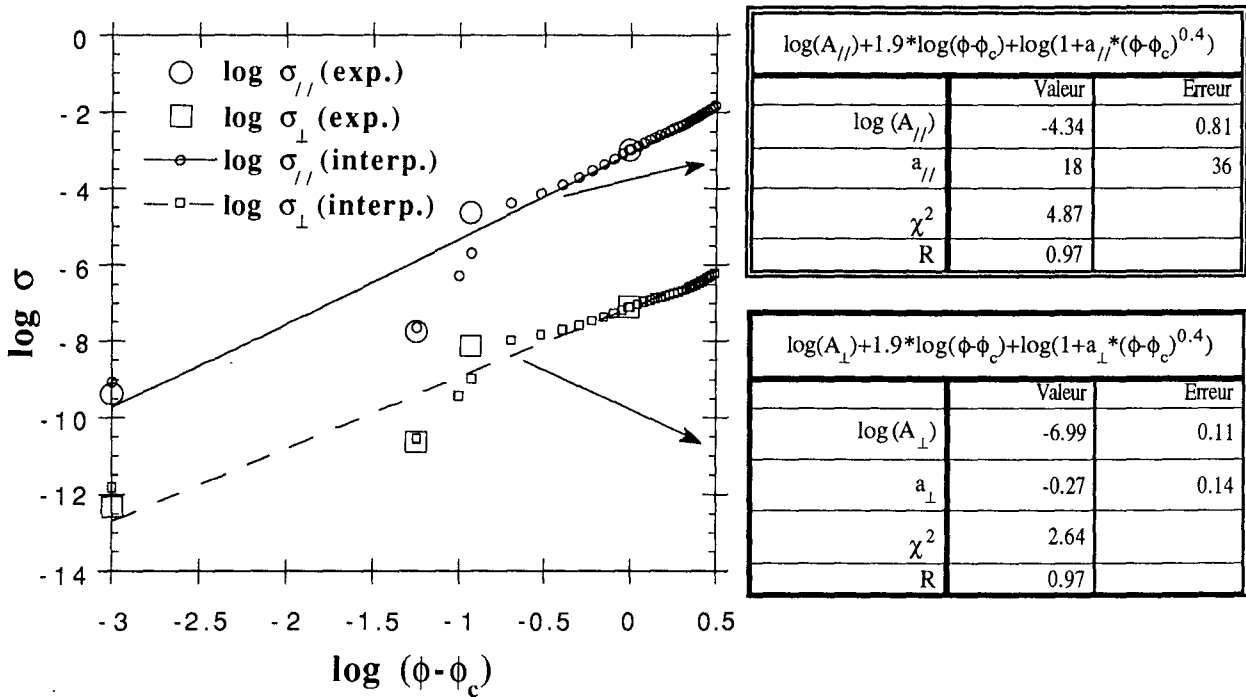 log σ// (exp.)
log σ⊥ (exp.)
log σ// (interp.)
log σ⊥ (interp.)
log σ
0
-2
-4
-6
-8
-10
-12
-14
-3 -2.5 -2 -1.5 -1 -0.5 0 0.5
log (ϕ-ϕc)
log(A//)+1.9*log(ϕ-ϕc)+log(1+a//*(ϕ-ϕc)^0.4)
Valeur Erreur
log (A//) -4.34 0.81
a// 18 36
χ² 4.87
R 0.97
log(A⊥)+1.9*log(ϕ-ϕc)+log(1+a⊥*(ϕ-ϕc)^0.4)
Valeur Erreur
log (A⊥) -6.99 0.11
a⊥ -0.27 0.14
χ² 2.64
R 0.97